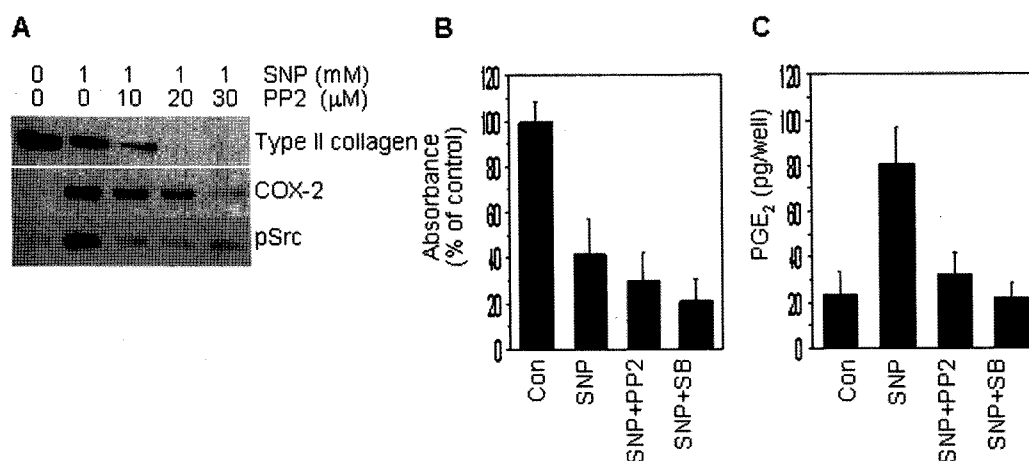 A
0 1 1 1 1 SNP (mM)
0 0 10 20 30 PP2 (μM)
Type II collagen
COX-2
pSrc
B
Absorbance
(% of control)
120
100
80
60
40
20
0
Con
SNP
SNP+PP2
SNP+SB
C
PGE2 (pg/well)
120
100
80
60
40
20
0
Con
SNP
SNP+PP2
SNP+SB